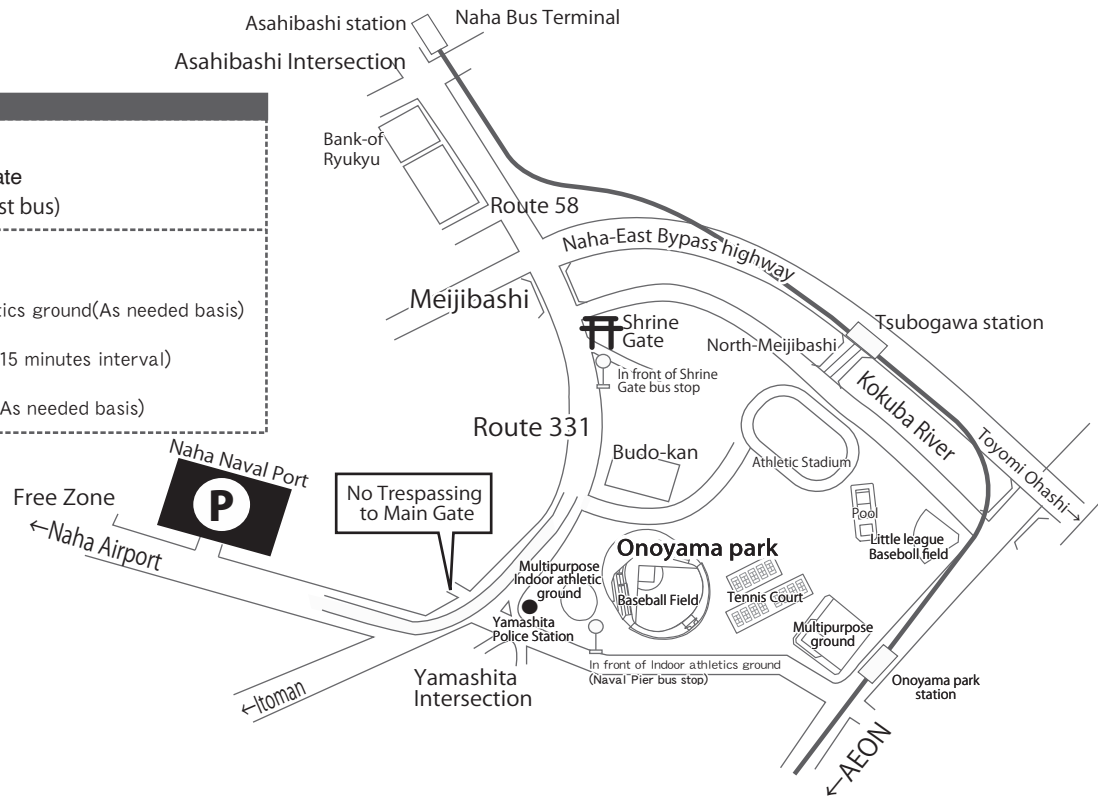 Asahibashi station
Naha Bus Terminal
Asahibashi Intersection
ate
st bus)
Bank-of
Ryukyu
Route 58
Naha-East Bypass highway
tics ground(As needed basis)
15 minutes interval)
As needed basis)
Meijibashi
Shrine
Gate
North-Meijibashi
Tsubogawa station
In front of Shrine
Gate bus stop
Kokuba River
Route 331
Budo-kan
Athletic Stadium
Toyomi Ohashi→
Naha Naval Port
P
Free Zone
←Naha Airport
No Trespassing
to Main Gate
Pool
Little league
Baseboll field
Onoyama park
Multipurpose
Indoor athletic
ground
Baseball Field
Tennis Court
Yamashita
Police Station
Multipurpose
ground
In front of Indoor athletics ground
(Naval Pier bus stop)
Yamashita
Intersection
←Itoman
Onoyama park
station
←AEON